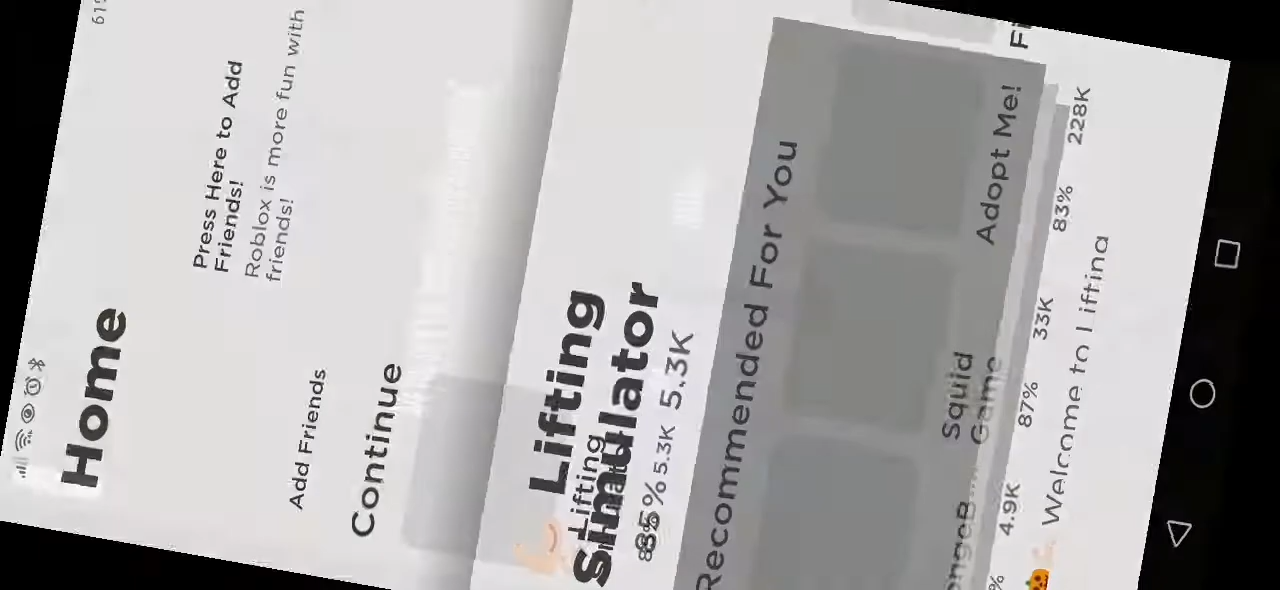 Home
Press Here to Add
Friends!
Roblox is more fun with
friends!
Add Friends
Continue
Lifting
Simulator
Lifting
85% 5.3K
5.3K
Recommended For You
Squid
Game
Adopt Me!
4.9K
87% 33K
83% 228K
Welcome to Lifting